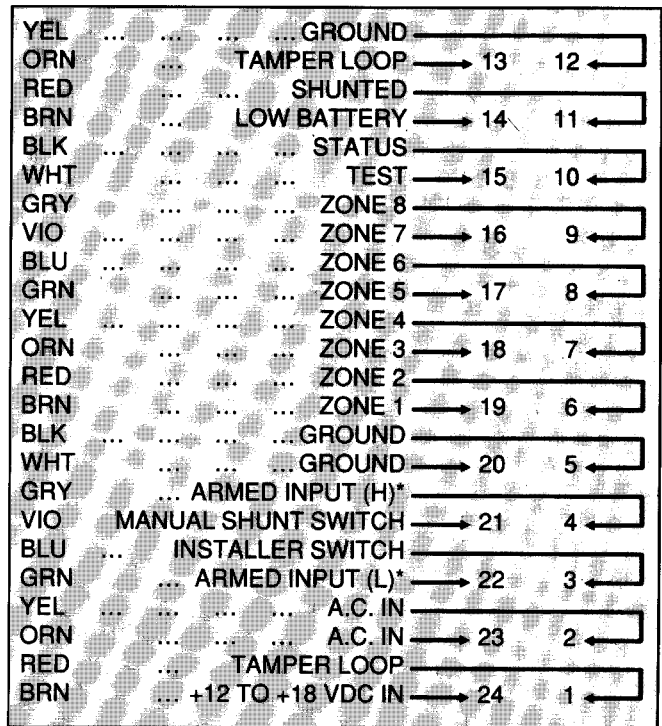 YEL ... ... ... ... GROUND
ORN ... TAMPER LOOP 13 12
RED ... ... SHUNTED
BRN ... LOW BATTERY 14 11
BLK ... ... ... ... STATUS
WHT ... ... ... TEST 15 10
GRY ... ... ... ZONE 8
VIO ... ... ... ... ZONE 7 16 9
BLU ... ... ... ... ZONE 6
GRN ... ... ... ZONE 5 17 8
YEL ... ... ... ... ZONE 4
ORN ... ... ... ZONE 3 18 7
RED ... ... ... ZONE 2
BRN ... ... ... ZONE 1 19 6
BLK ... ... ... ... GROUND
WHT ... ... ... GROUND 20 5
GRY ... ARMED INPUT (H)*
VIO MANUAL SHUNT SWITCH 21 4
BLU ... INSTALLER SWITCH
GRN ... ARMED INPUT (L)* 22 3
YEL ... ... ... ... A.C. IN
ORN ... ... ... A.C. IN 23 2
RED ... TAMPER LOOP
BRN ... +12 TO +18 VDC IN 24 1